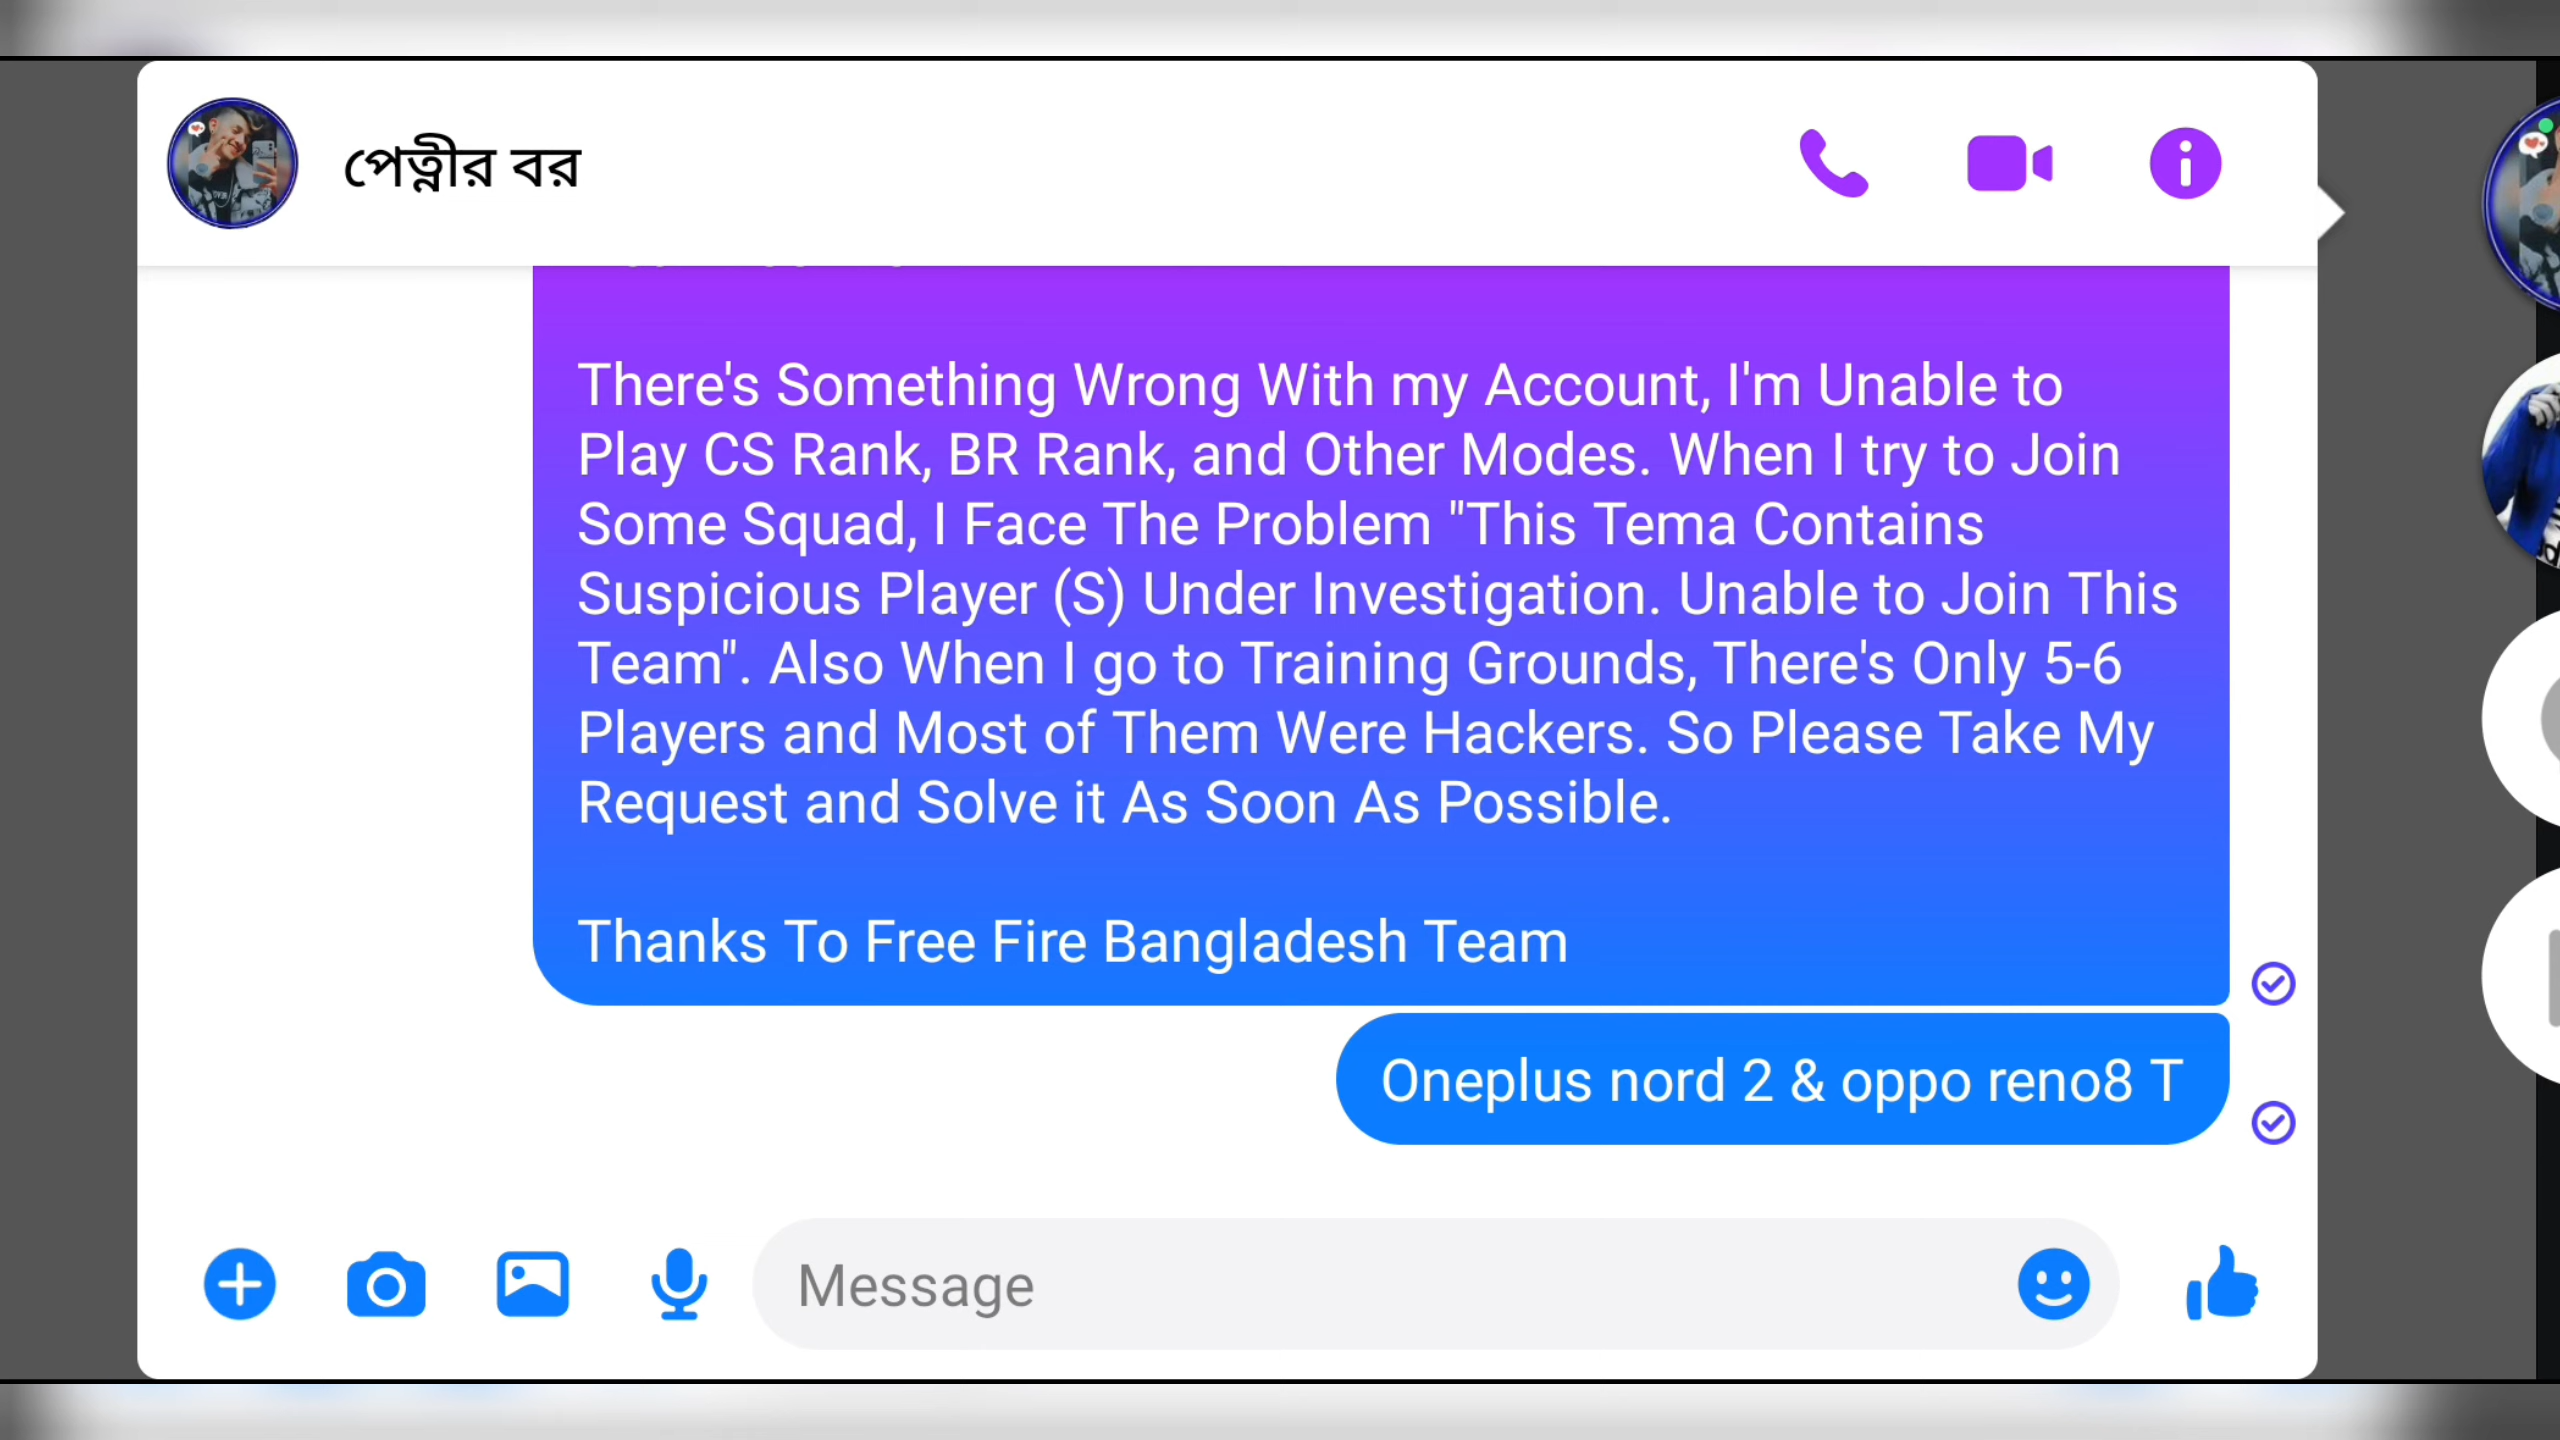 পেত্নীর বর
There's Something Wrong With my Account, I'm Unable to
Play CS Rank, BR Rank, and Other Modes. When I try to Join
Some Squad, I Face The Problem "This Tema Contains
Suspicious Player (S) Under Investigation. Unable to Join This
Team". Also When I go to Training Grounds, There's Only 5-6
Players and Most of Them Were Hackers. So Please Take My
Request and Solve it As Soon As Possible.
Thanks To Free Fire Bangladesh Team
Oneplus nord 2 & oppo reno8 T
Message